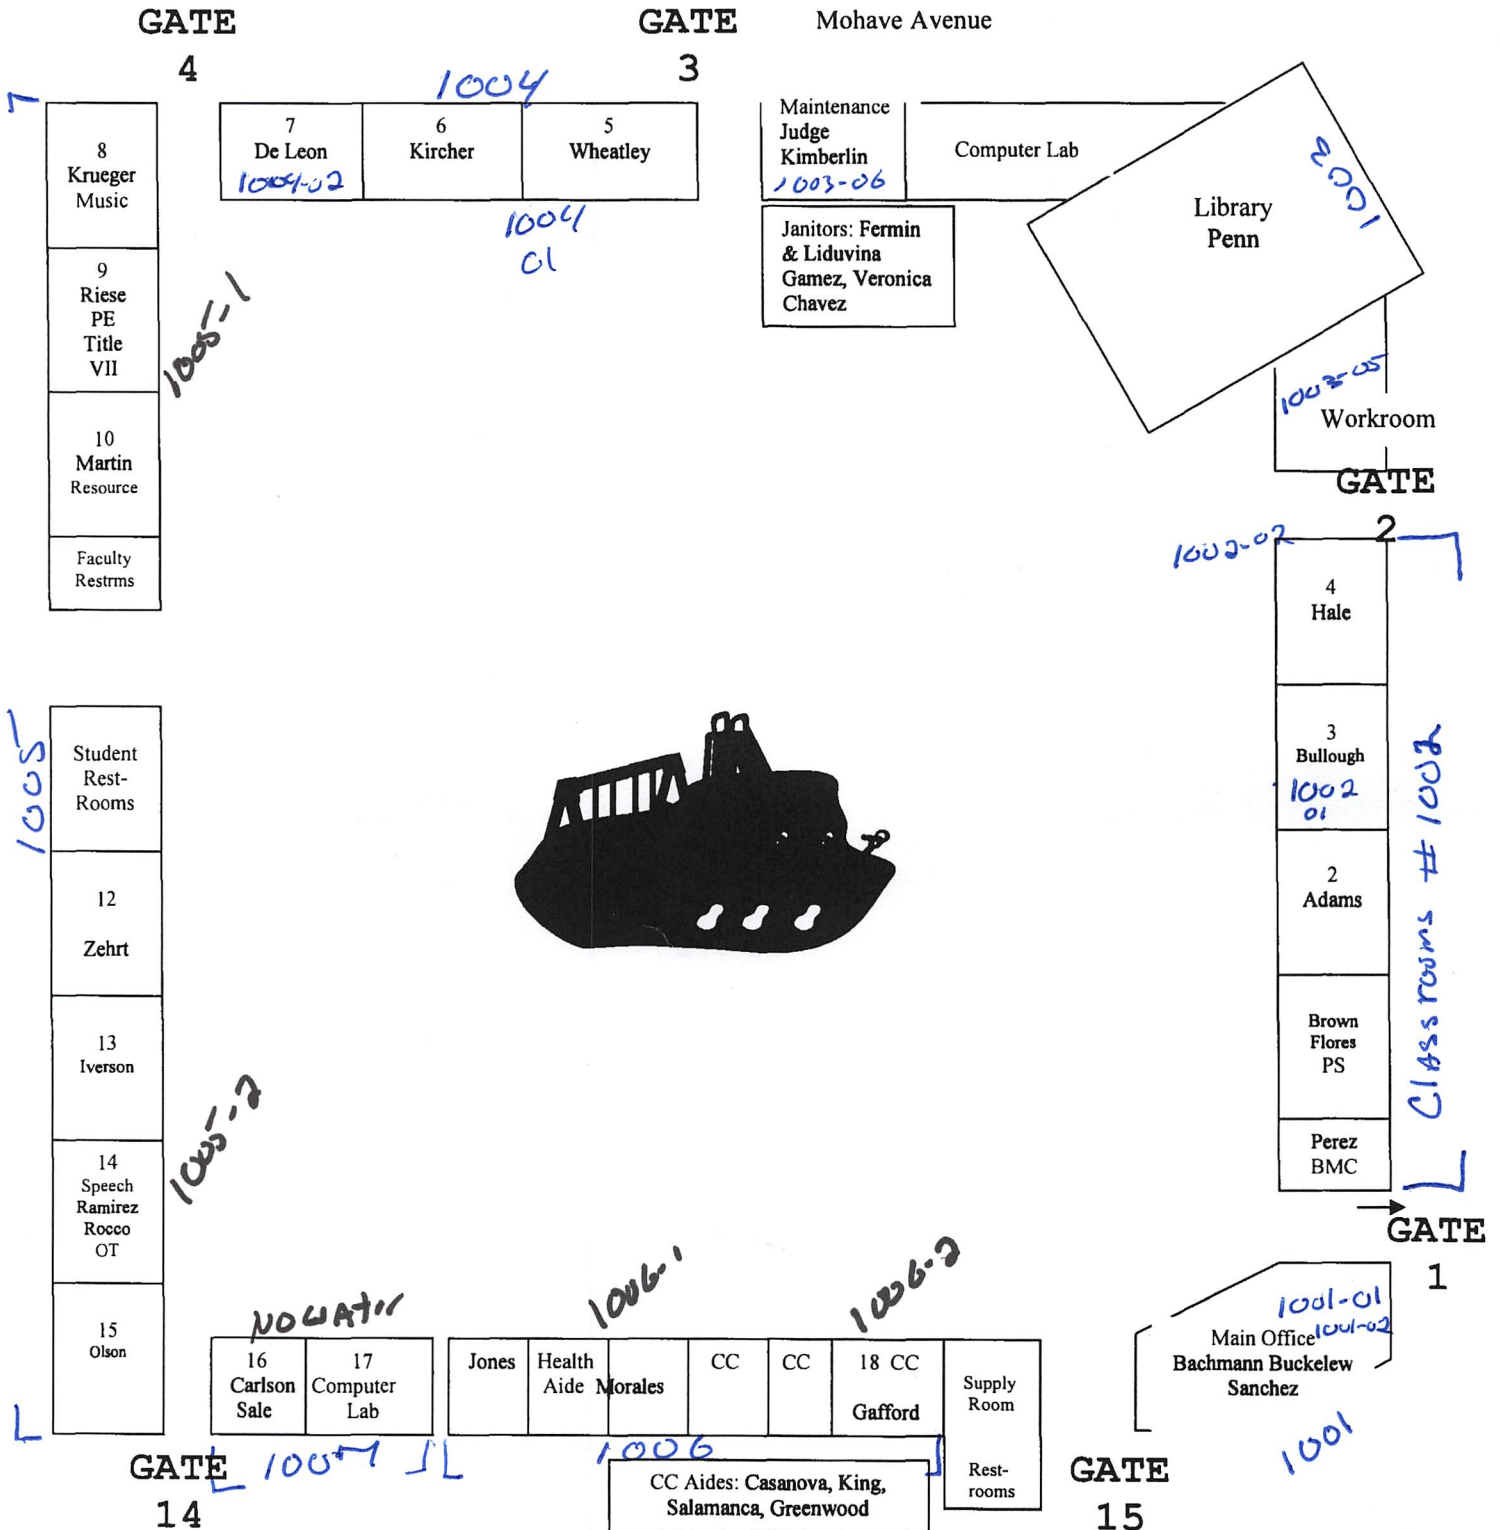 GATE
4
GATE
3
Mohave Avenue
1004
7
De Leon
1004-02
6
Kircher
5
Wheatley
1004
01
Maintenance
Judge
Kimberlin
1003-06
Computer Lab
Janitors: Fermin
& Liduvina
Gamez, Veronica
Chavez
Library
Penn
1003
1003-05
Workroom
GATE
2
8
Krueger
Music
9
Riese
PE
Title
VII
1005-1
10
Martin
Resource
Faculty
Restrms
1005
Student
Rest-
Rooms
12
Zehrt
13
Iverson
1005-2
14
Speech
Ramirez
Rocco
OT
15
Olson
1002-02
4
Hale
3
Bullough
1002
01
2
Adams
Brown
Flores
PS
Perez
BMC
Classrooms # 1002
GATE
1
1001-01
1001-02
Main Office
Bachmann Buckelew
Sanchez
1001
NO WATER
16
Carlson
Sale
17
Computer
Lab
1007
1006-1
1006-2
Jones
Health
Aide
Morales
CC
CC
18 CC
Gafford
Supply
Room
Rest-
rooms
1006
CC Aides: Casanova, King,
Salamanca, Greenwood
GATE
14
GATE
15